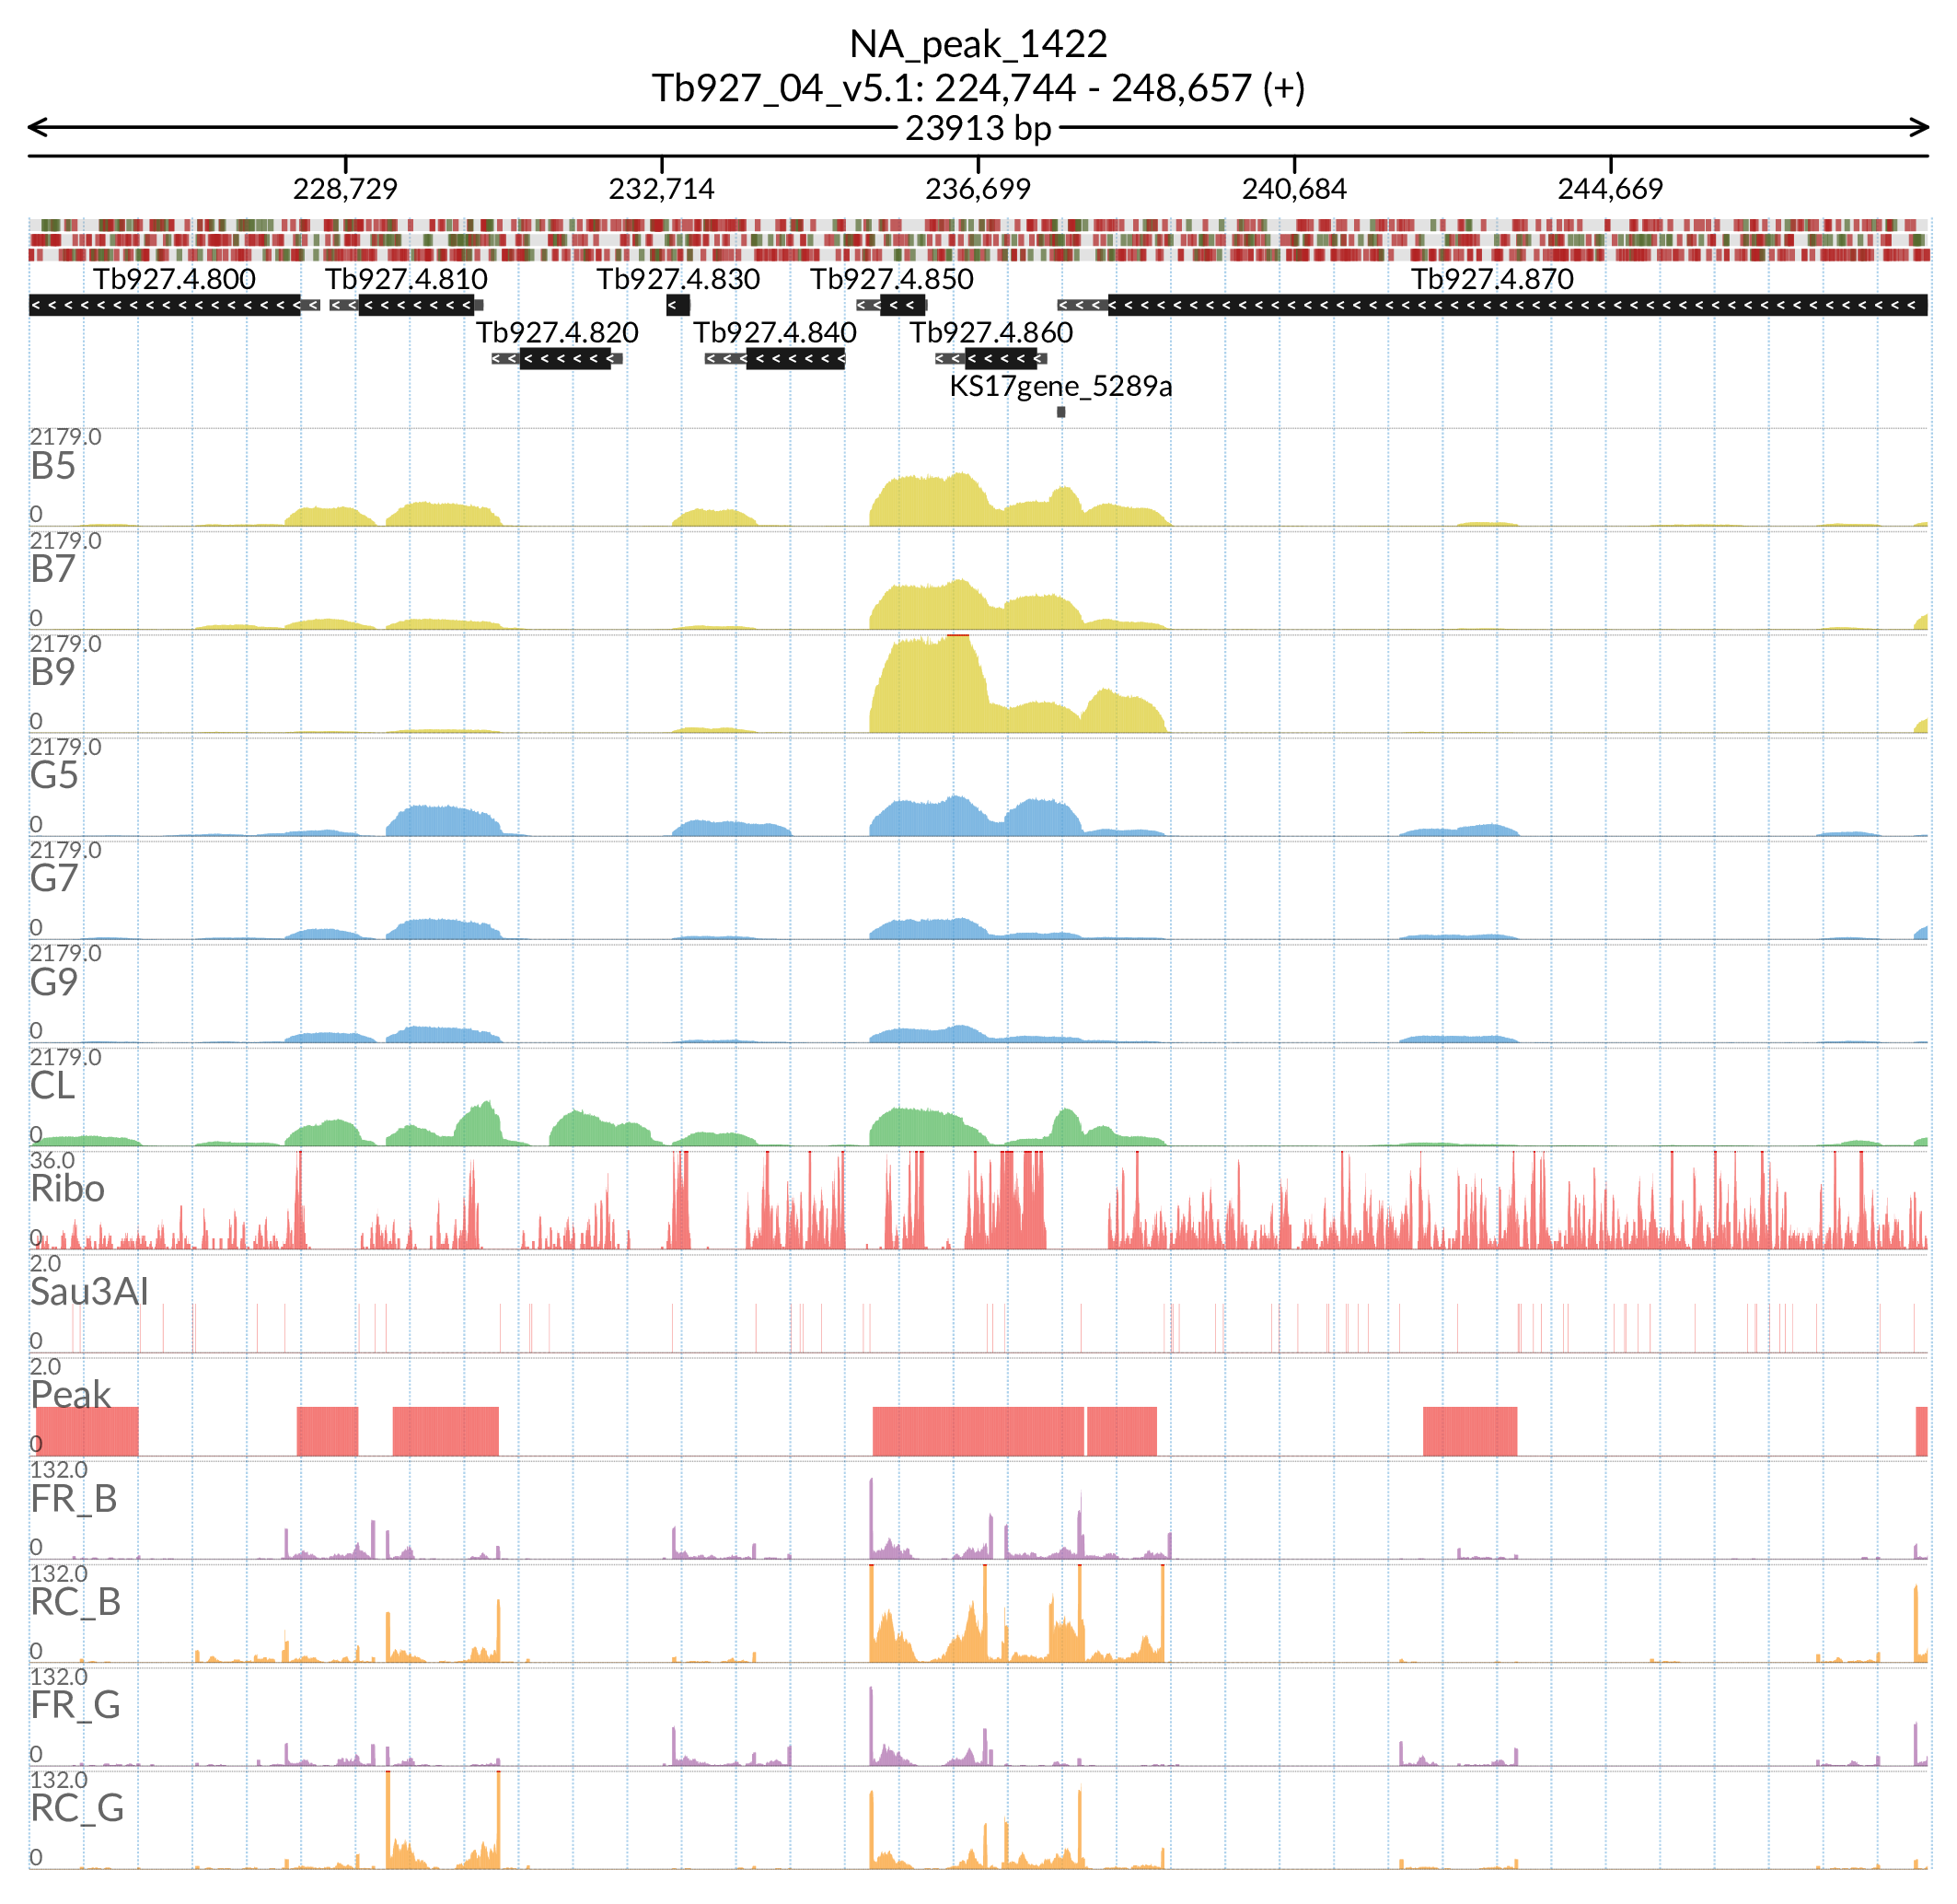 NA_peak_1422
Tb927_04_v5.1: 224,744 - 248,657 (+)
23913 bp
228,729 232,714 236,699 240,684 244,669
Tb927.4.800 Tb927.4.810 Tb927.4.830 Tb927.4.850 Tb927.4.870
Tb927.4.820 Tb927.4.840 Tb927.4.860
KS17gene_5289a
2179.0
B5
0
2179.0
B7
0
2179.0
B9
0
2179.0
G5
0
2179.0
G7
0
2179.0
G9
0
2179.0
CL
0
36.0
Ribo
0
2.0
Sau3AI
0
2.0
Peak
0
132.0
FR_B
0
132.0
RC_B
0
132.0
FR_G
0
132.0
RC_G
0